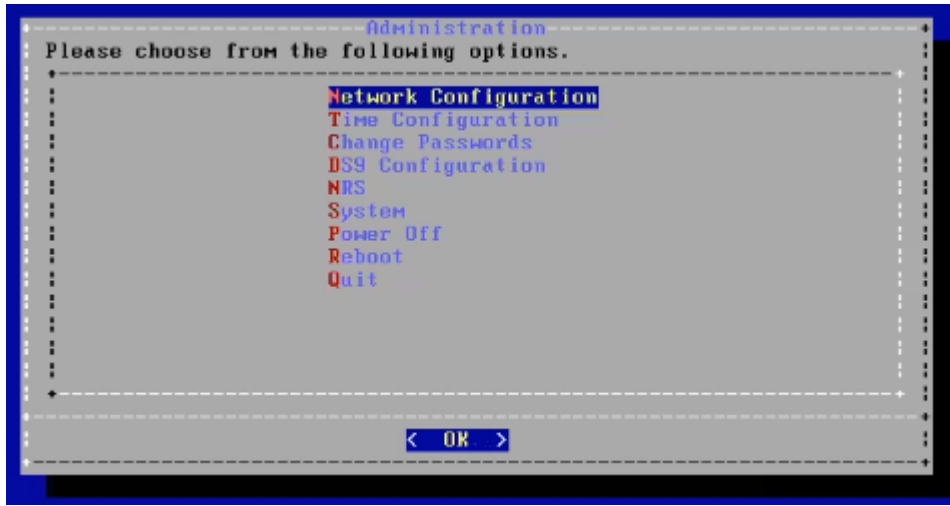 Administration
Please choose from the following options.
Network Configuration
Time Configuration
Change Passwords
DS9 Configuration
NRS
System
Power Off
Reboot
Quit
< OK >